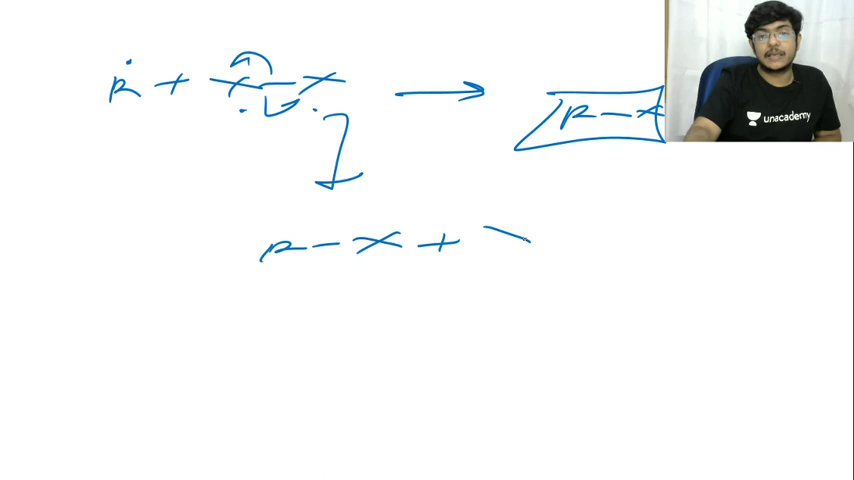 Ṙ + X — X → R — X
R — X +
unacademy